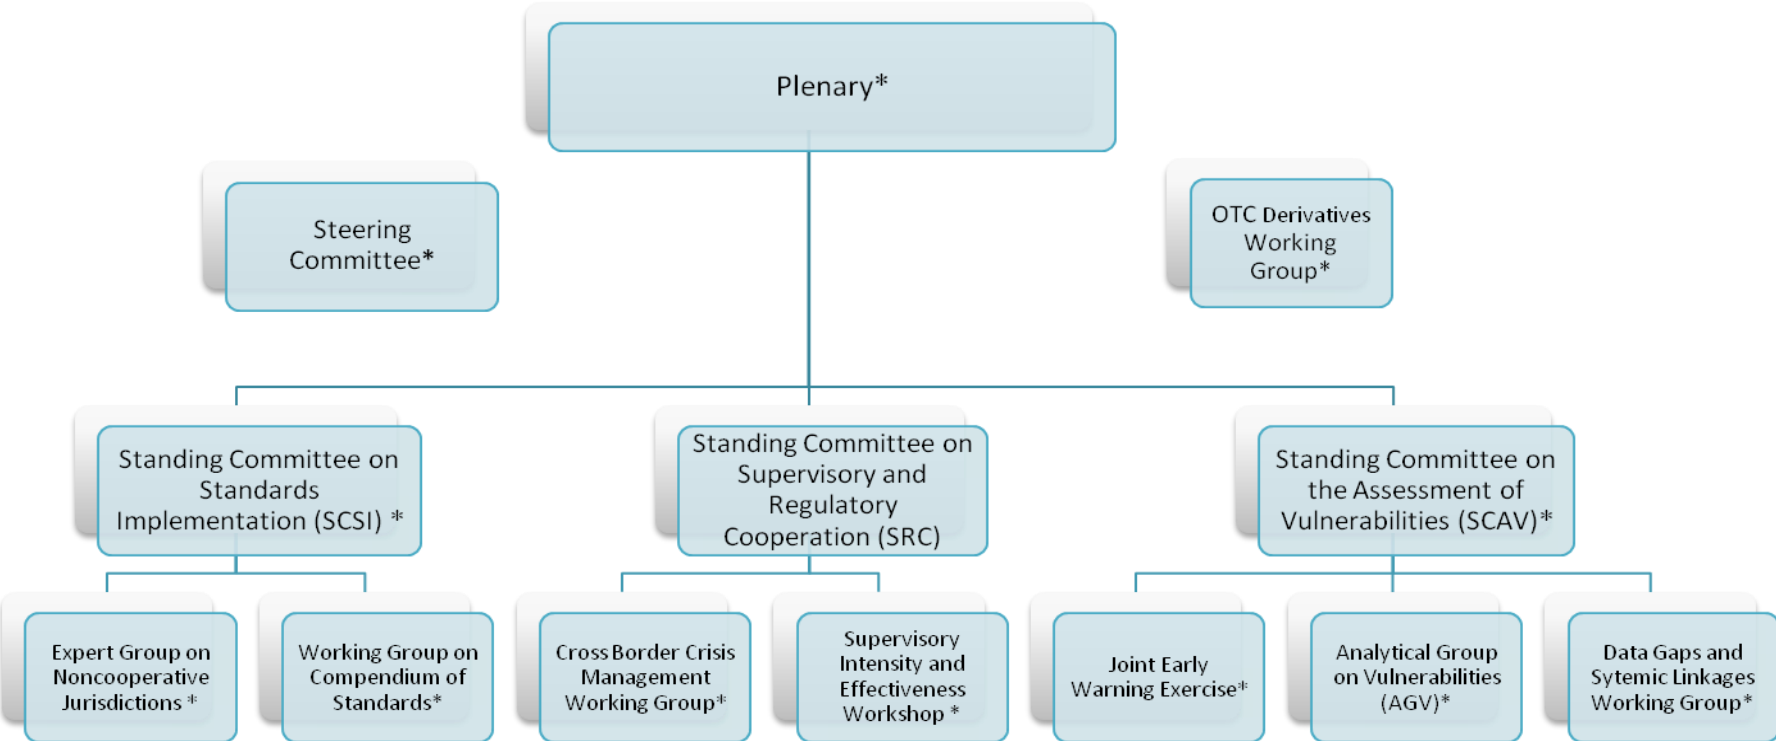 Plenary*
Steering
Committee*
OTC Derivatives
Working
Group*
Standing Committee on
Standards
Implementation (SCSI) *
Standing Committee on
Supervisory and
Regulatory
Cooperation (SRC)
Standing Committee on
the Assessment of
Vulnerabilities (SCAV)*
Expert Group on
Noncooperative
Jurisdictions *
Working Group on
Compendium of
Standards*
Cross Border Crisis
Management
Working Group*
Supervisory
Intensity and
Effectiveness
Workshop *
Joint Early
Warning Exercise*
Analytical Group
on Vulnerabilities
(AGV)*
Data Gaps and
Sytemic Linkages
Working Group*